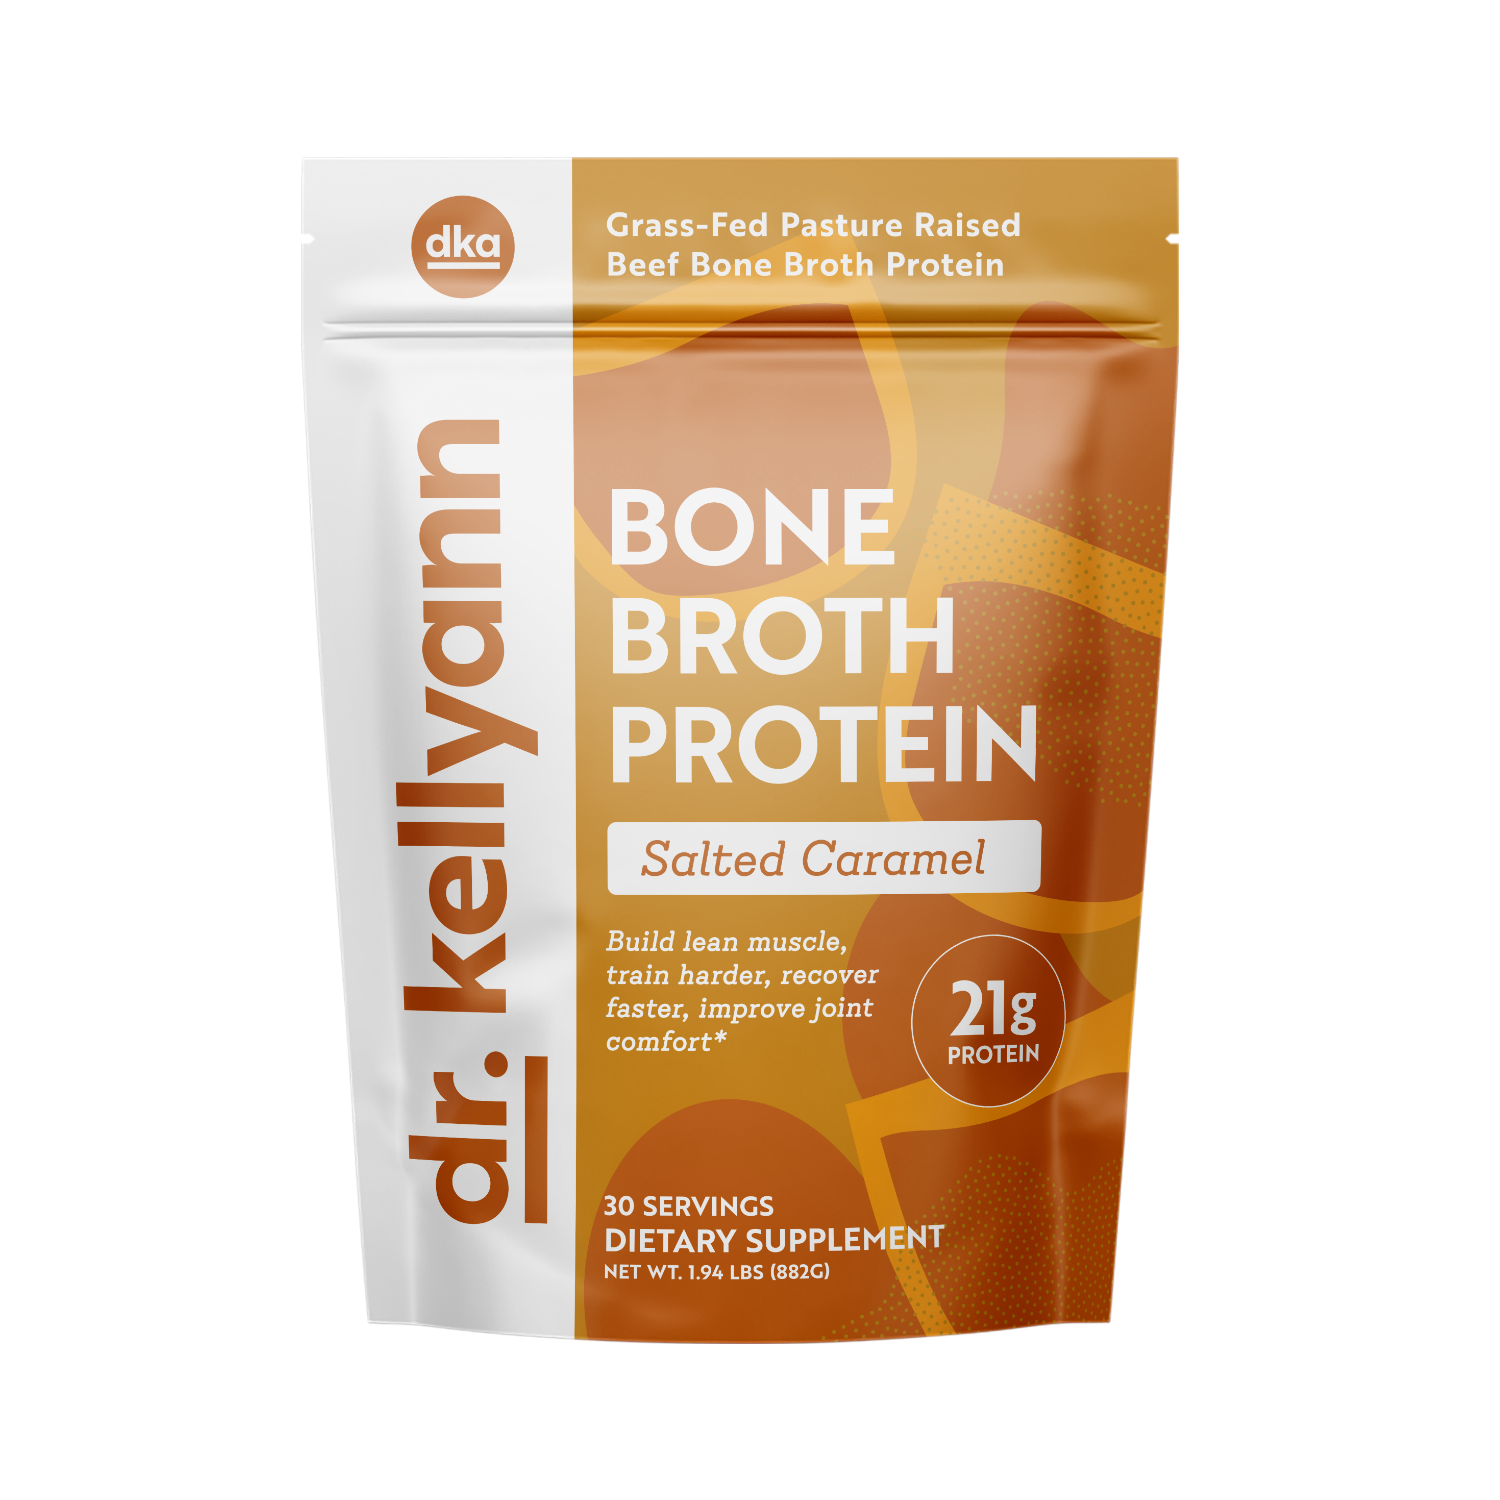 dka
Grass-Fed Pasture Raised
Beef Bone Broth Protein
dr. kellyann
BONE
BROTH
PROTEIN
Salted Caramel
Build lean muscle,
train harder, recover
faster, improve joint
comfort*
21g
PROTEIN
30 SERVINGS
DIETARY SUPPLEMENT
NET WT. 1.94 LBS (882G)